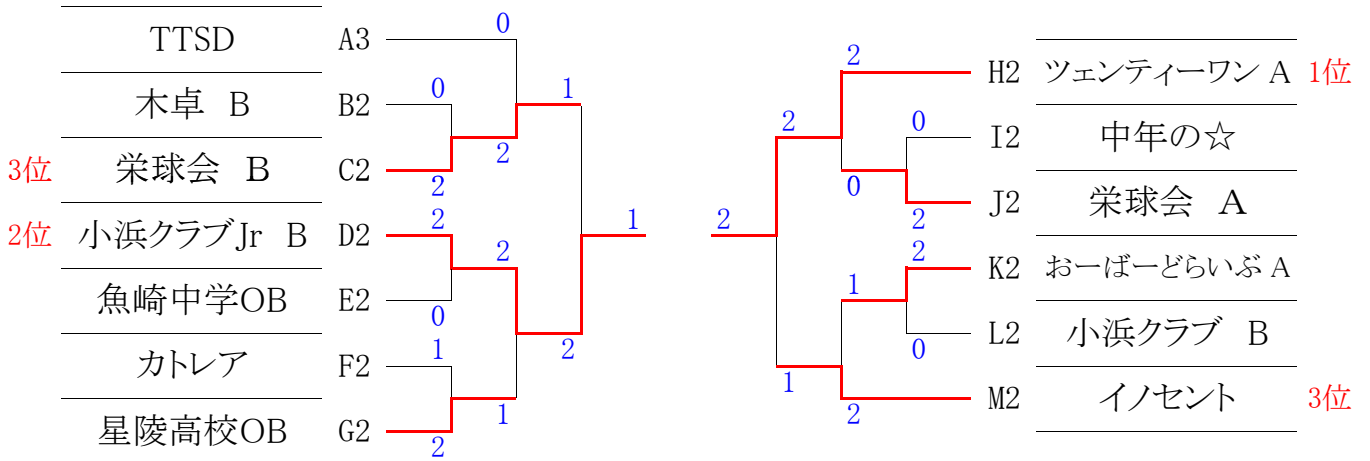 0
TTSD A3
2
H2 ツェンティーワン A 1位
0
1
木卓 B B2
2
0
I2 中年の☆
2
0
3位 栄球会 B C2
2
2
J2 栄球会 A
2位 小浜クラブJr B D2
2
1
2
2
K2 おーばーどらいぶ A
1
魚崎中学OB E2
0
小浜クラブ B L2
0
1
2
カトレア F2
1
M2 イノセント 3位
1
2
星陵高校OB G2
2